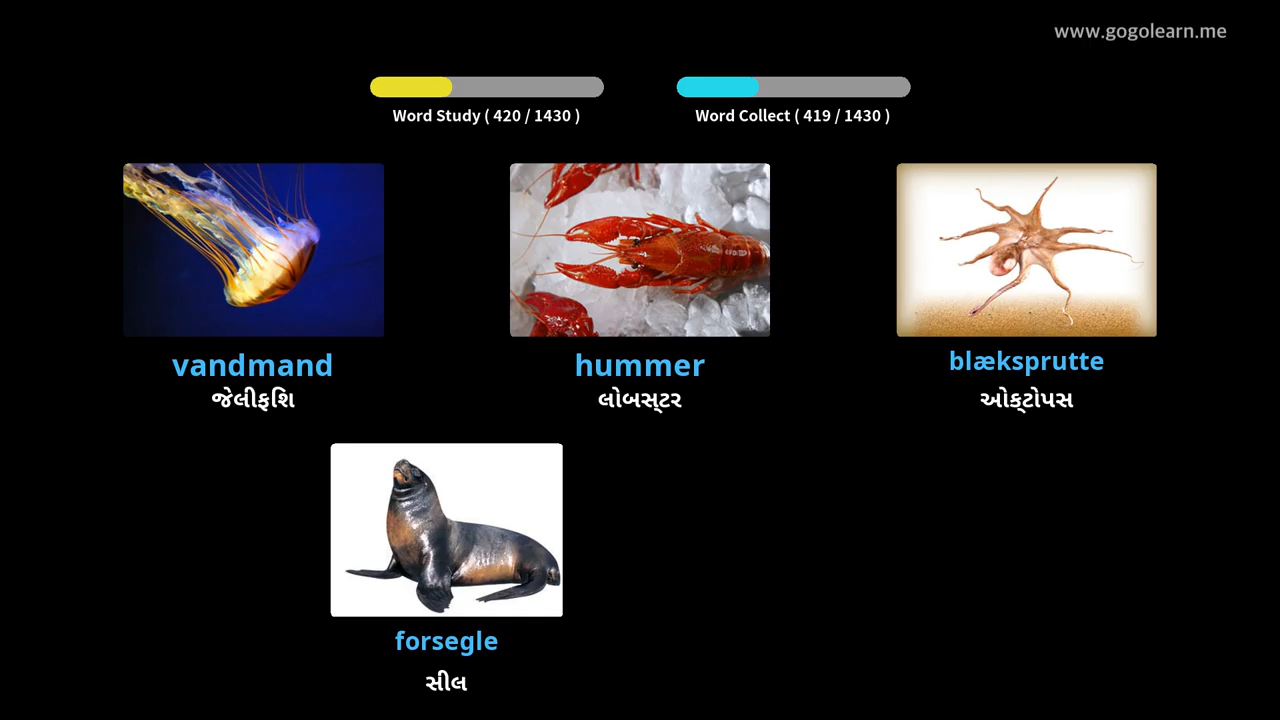 www.gogolearn.me
Word Study ( 420 / 1430 )
Word Collect ( 419 / 1430 )
vandmand
જેલીફિશ
hummer
લોબસ્ટર
blæksprutte
ઓક્ટોપસ
forsegle
સીલ